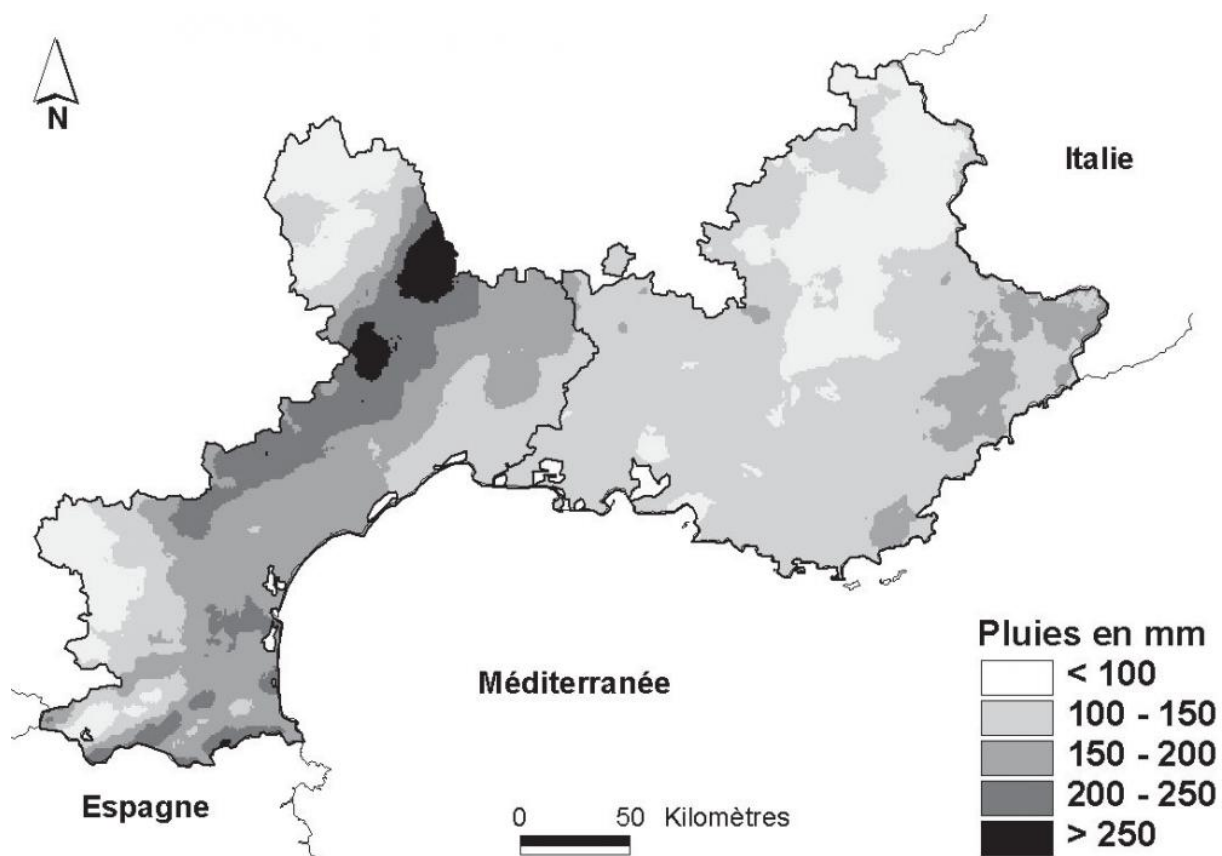 N
Italie
Méditerranée
Espagne
0 50 Kilomètres
Pluies en mm
< 100
100 - 150
150 - 200
200 - 250
> 250